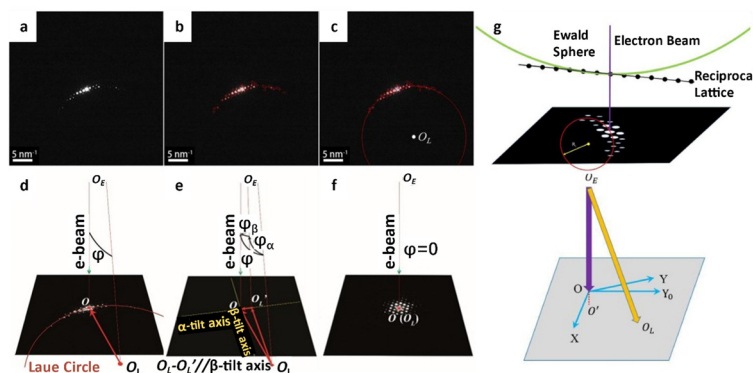 a
b
c
5 nm⁻¹
5 nm⁻¹
5 nm⁻¹
O_L
d
O_E
e-beam
φ
O
Laue Circle
O_L
e
O_E
e-beam
φ_β
φ_α
φ
O
O_L'
α-tilt axis
β-tilt axis
O_L-O_L'//β-tilt axis
O_L
f
O_E
e-beam
φ=0
O (O_L)
g
Ewald
Sphere
Electron Beam
Reciprocal
Lattice
O_E
O
O'
X
Y
Y₀
O_L